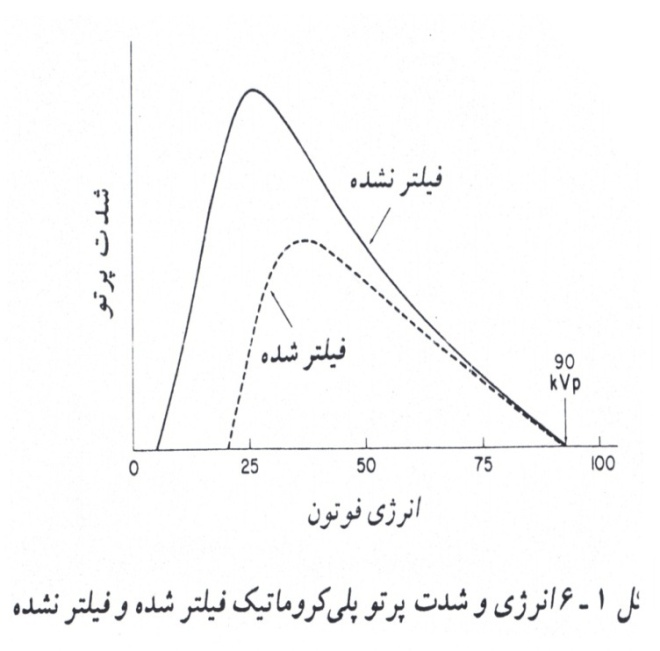 فیلتر نشده
شدت پرتو
فیلتر شده
90
kVp
0 25 50 75 100
انرژی فوتون
۶-۱ انرژی و شدت پرتو پلی‌کروماتیک فیلتر شده و فیلتر نشده